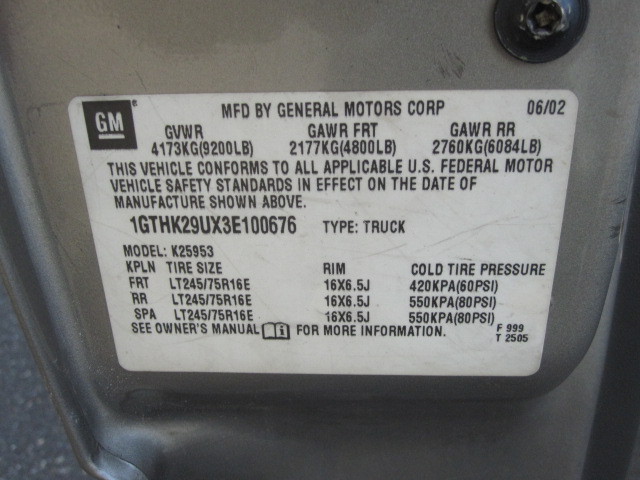 GM ® MFD BY GENERAL MOTORS CORP 06/02
GVWR GAWR FRT GAWR RR
4173KG(9200LB) 2177KG(4800LB) 2760KG(6084LB)
THIS VEHICLE CONFORMS TO ALL APPLICABLE U.S. FEDERAL MOTOR
VEHICLE SAFETY STANDARDS IN EFFECT ON THE DATE OF
MANUFACTURE SHOWN ABOVE.
1GTHK29UX3E100676 TYPE: TRUCK
MODEL: K25953
KPLN TIRE SIZE RIM COLD TIRE PRESSURE
FRT LT245/75R16E 16X6.5J 420KPA(60PSI)
RR LT245/75R16E 16X6.5J 550KPA(80PSI)
SPA LT245/75R16E 16X6.5J 550KPA(80PSI)
SEE OWNER'S MANUAL FOR MORE INFORMATION. F 999
T 2505